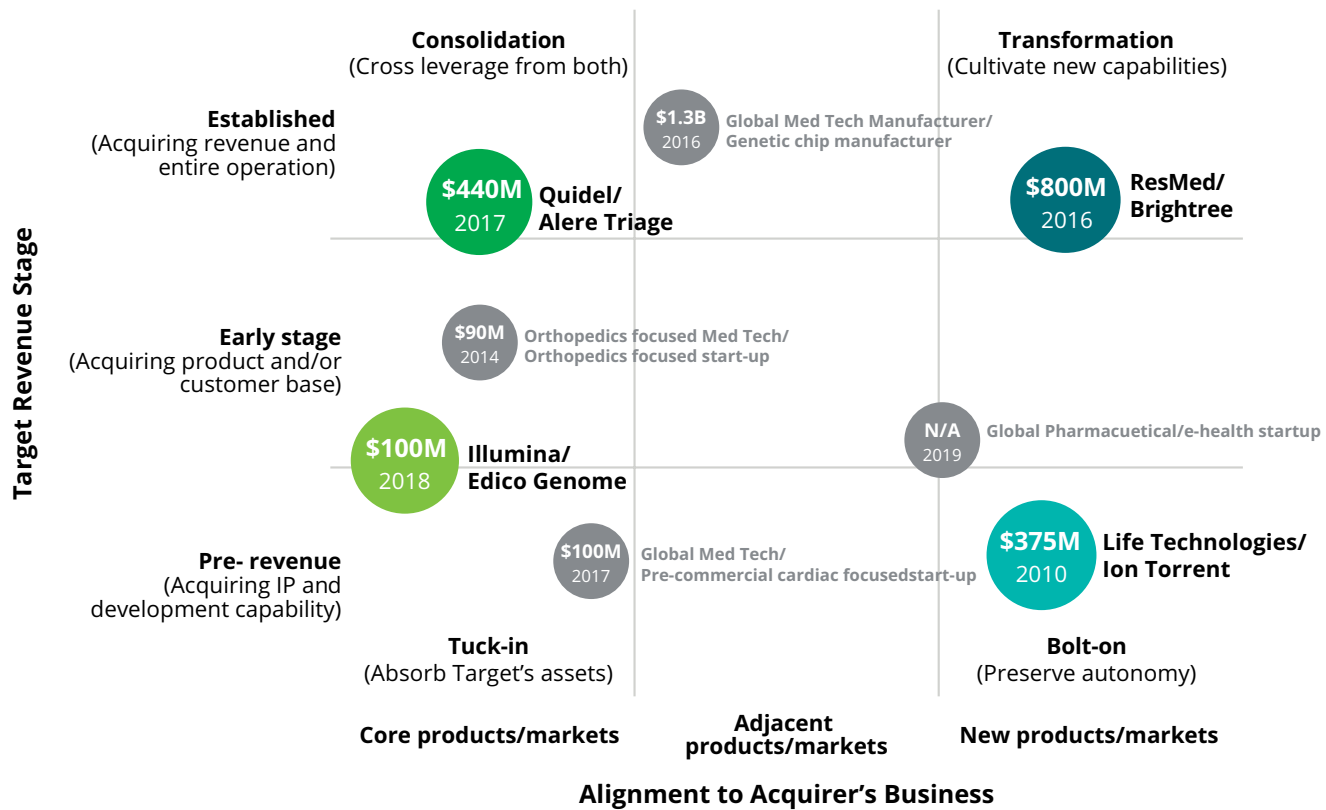 Consolidation
(Cross leverage from both)
Transformation
(Cultivate new capabilities)
Target Revenue Stage
Established
(Acquiring revenue and
entire operation)
$1.3B
2016
Global Med Tech Manufacturer/
Genetic chip manufacturer
$440M
2017
Quidel/
Alere Triage
$800M
2016
ResMed/
Brightree
Early stage
(Acquiring product and/or
customer base)
$90M
2014
Orthopedics focused Med Tech/
Orthopedics focused start-up
$100M
2018
Illumina/
Edico Genome
N/A
2019
Global Pharmacuetical/e-health startup
Pre- revenue
(Acquiring IP and
development capability)
$100M
2017
Global Med Tech/
Pre-commercial cardiac focusedstart-up
$375M
2010
Life Technologies/
Ion Torrent
Tuck-in
(Absorb Target’s assets)
Bolt-on
(Preserve autonomy)
Core products/markets
Adjacent
products/markets
New products/markets
Alignment to Acquirer’s Business